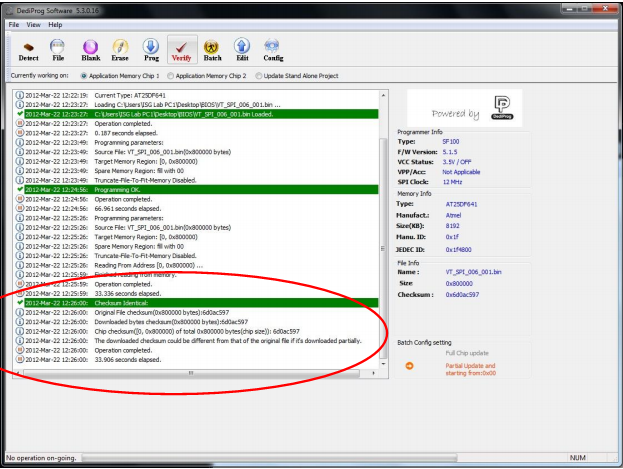 DediProg Software 5.3.0.16
File View Help
Detect File Blank Erase Prog Verify Batch Edit Config
Currently working on: Application Memory Chip 1 Application Memory Chip 2 Update Stand Alone Project
2012-Mar-22 12:22:19: Current Type: AT25DF641
2012-Mar-22 12:23:27: Loading C:\Users\ISG Lab PC1\Desktop\BIOS\VT_SPI_006_001.bin ...
2012-Mar-22 12:23:27: C:\Users\ISG Lab PC1\Desktop\BIOS\VT_SPI_006_001.bin Loaded.
2012-Mar-22 12:23:27: Operation completed.
2012-Mar-22 12:23:27: 0.187 seconds elapsed.
2012-Mar-22 12:23:49: Programming parameters:
2012-Mar-22 12:23:49: Source File: VT_SPI_006_001.bin(0x800000 bytes)
2012-Mar-22 12:23:49: Target Memory Region: [0, 0x800000)
2012-Mar-22 12:23:49: Spare Memory Region: fill with 00
2012-Mar-22 12:23:49: Truncate-File-To-Fit-Memory Disabled.
2012-Mar-22 12:24:56: Programming OK.
2012-Mar-22 12:24:56: Operation completed.
2012-Mar-22 12:24:56: 66.961 seconds elapsed.
2012-Mar-22 12:25:26: Programming parameters:
2012-Mar-22 12:25:26: Source File: VT_SPI_006_001.bin(0x800000 bytes)
2012-Mar-22 12:25:26: Target Memory Region: [0, 0x800000)
2012-Mar-22 12:25:26: Spare Memory Region: fill with 00
2012-Mar-22 12:25:26: Truncate-File-To-Fit-Memory Disabled.
2012-Mar-22 12:25:26: Reading From Address [0, 0x800000) ...
2012-Mar-22 12:25:59: Finished reading from memory.
2012-Mar-22 12:25:59: Operation completed.
2012-Mar-22 12:25:59: 33.336 seconds elapsed.
2012-Mar-22 12:26:00: Checksum Identical:
2012-Mar-22 12:26:00: Original File checksum(0x800000 bytes):6d0ac597
2012-Mar-22 12:26:00: Downloaded bytes checksum(0x800000 bytes):6d0ac597
2012-Mar-22 12:26:00: Chip checksum([0, 0x800000) of total 0x800000 bytes(chip size)): 6d0ac597
2012-Mar-22 12:26:00: The downloaded checksum could be different from that of the original file if it's downloaded partially.
2012-Mar-22 12:26:00: Operation completed.
2012-Mar-22 12:26:00: 33.906 seconds elapsed.
Powered by DediProg
Programmer Info
Type: SF100
F/W Version: 5.1.5
VCC Status: 3.5V / OFF
VPP/Acc: Not Applicable
SPI Clock: 12 MHz
Memory Info
Type: AT25DF641
Manufact.: Atmel
Size(KB): 8192
Manu. ID: 0x1f
JEDEC ID: 0x1f4800
File Info
Name : VT_SPI_006_001.bin
Size 0x800000
Checksum : 0x6d0ac597
Batch Config setting
Full Chip update
Partial Update and
starting from:0x00
No operation on-going.
NUM